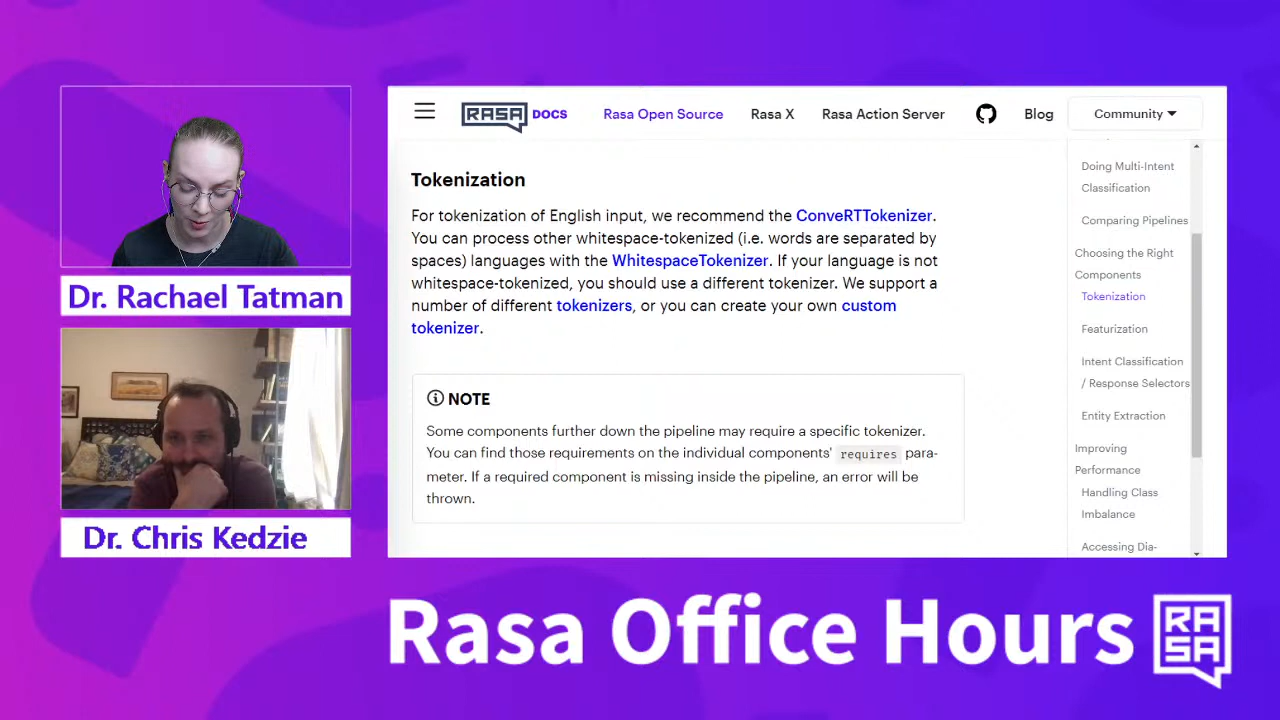 Dr. Rachael Tatman
Dr. Chris Kedzie
RASA DOCS
Rasa Open Source
Rasa X
Rasa Action Server
Blog
Community
Tokenization
For tokenization of English input, we recommend the ConveRTTokenizer.
You can process other whitespace-tokenized (i.e. words are separated by
spaces) languages with the WhitespaceTokenizer. If your language is not
whitespace-tokenized, you should use a different tokenizer. We support a
number of different tokenizers, or you can create your own custom
tokenizer.
NOTE
Some components further down the pipeline may require a specific tokenizer.
You can find those requirements on the individual components' requires para-
meter. If a required component is missing inside the pipeline, an error will be
thrown.
Doing Multi-Intent
Classification
Comparing Pipelines
Choosing the Right
Components
Tokenization
Featurization
Intent Classification
/ Response Selectors
Entity Extraction
Improving
Performance
Handling Class
Imbalance
Accessing Dia-
Rasa Office Hours
RA
SA